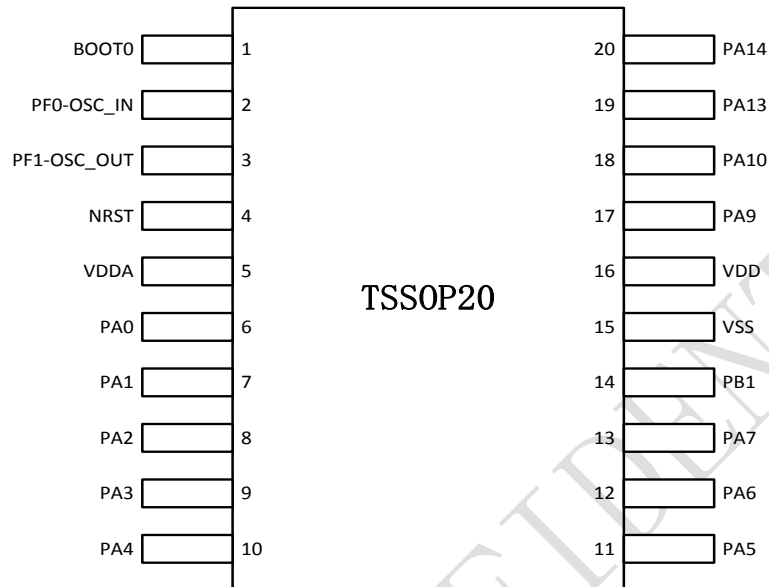 BOOT0 1 20 PA14
PF0-OSC_IN 2 19 PA13
PF1-OSC_OUT 3 18 PA10
NRST 4 17 PA9
VDDA 5 16 VDD
TSSOP20
PA0 6 15 VSS
PA1 7 14 PB1
PA2 8 13 PA7
PA3 9 12 PA6
PA4 10 11 PA5